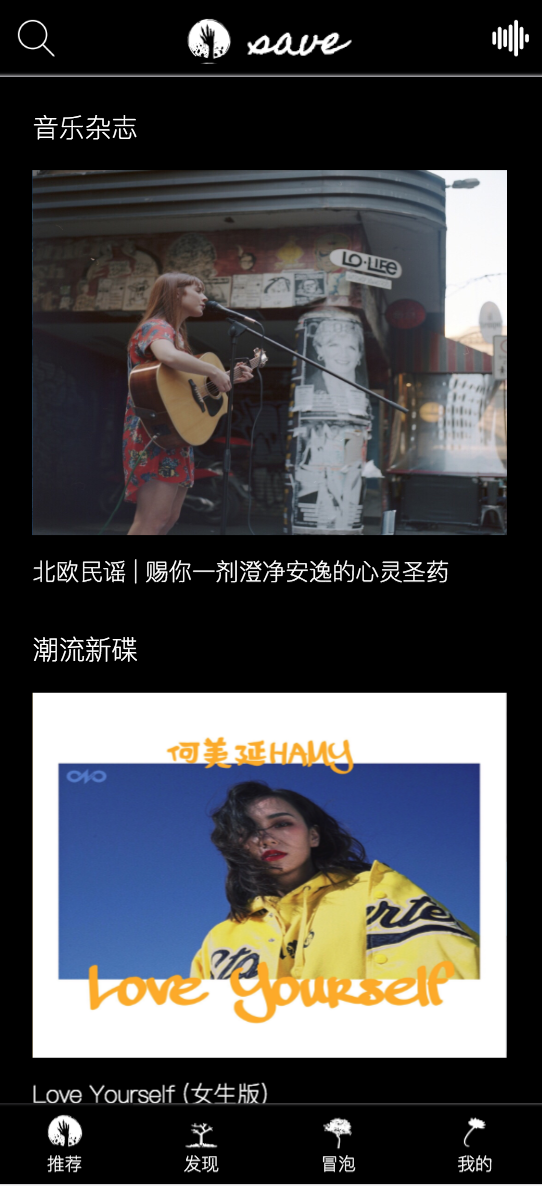 save
音乐杂志
LO-LIFE
北欧民谣 | 赐你一剂澄净安逸的心灵圣药
潮流新碟
何美延HAMY
Love Yourself
Love Yourself (女生版)
推荐
发现
冒泡
我的